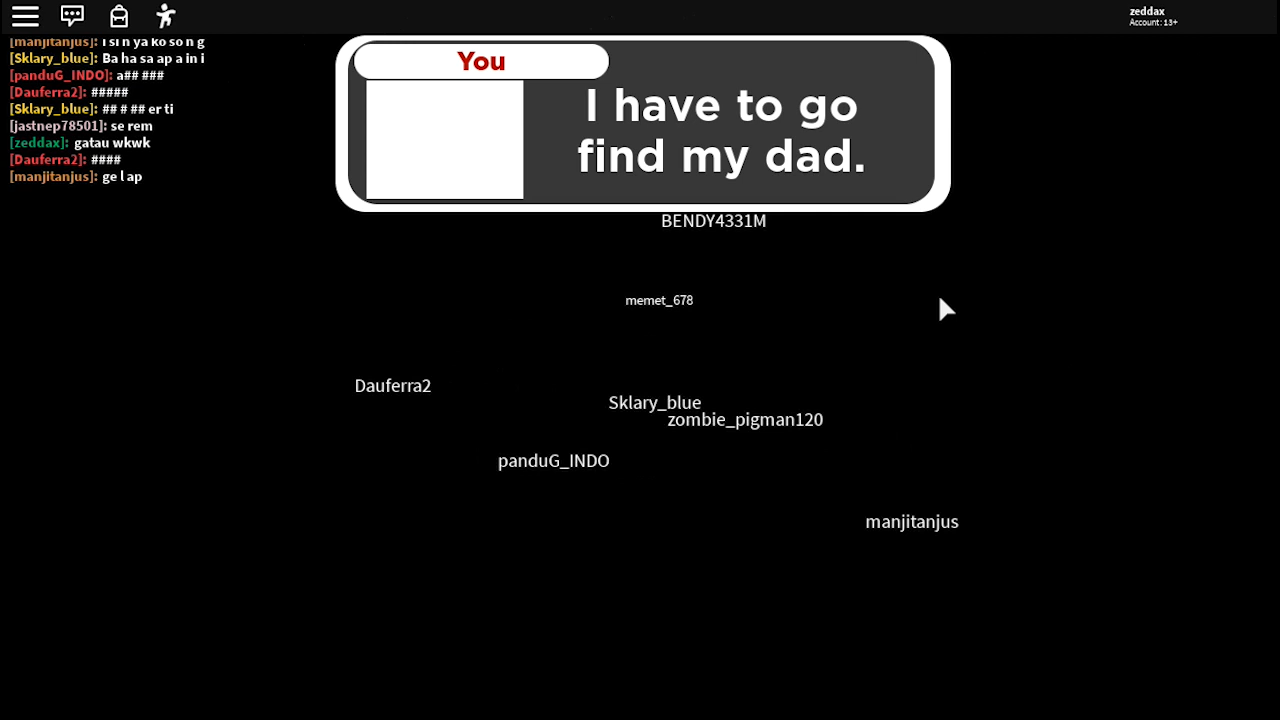 zeddax
Account: 13+
[manjitanjus]: i si n ya ko so n g
[Sklary_blue]: Ba ha sa ap a in i
[panduG_INDO]: a## ###
[Dauferra2]: #####
[Sklary_blue]: ## # ## er ti
[jastnep78501]: se rem
[zeddax]: gatau wkwk
[Dauferra2]: ####
[manjitanjus]: ge l ap
You
I have to go
find my dad.
BENDY4331M
memet_678
Dauferra2
Sklary_blue
zombie_pigman120
panduG_INDO
manjitanjus